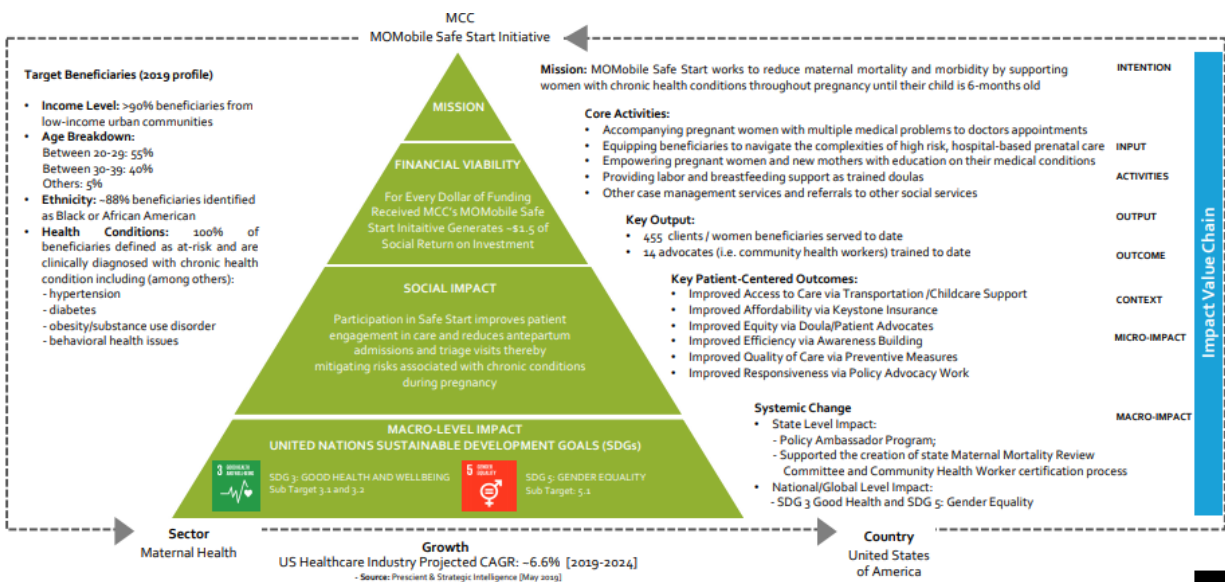 MCC
MOMobile Safe Start Initiative
Target Beneficiaries (2019 profile)
• Income Level: >90% beneficiaries from
low-income urban communities
• Age Breakdown:
Between 20-29: 55%
Between 30-39: 40%
Others: 5%
• Ethnicity: ~88% beneficiaries identified
as Black or African American
• Health Conditions: 100% of
beneficiaries defined as at-risk and are
clinically diagnosed with chronic health
condition including (among others):
- hypertension
- diabetes
- obesity/substance use disorder
- behavioral health issues
MISSION
FINANCIAL VIABILITY
For Every Dollar of Funding
Received MCC's MOMobile Safe
Start Initaitive Generates ~$1.5 of
Social Return on Investment
SOCIAL IMPACT
Participation in Safe Start improves patient
engagement in care and reduces antepartum
admissions and triage visits thereby
mitigating risks associated with chronic conditions
during pregnancy
MACRO-LEVEL IMPACT
UNITED NATIONS SUSTAINABLE DEVELOPMENT GOALS (SDGs)
3 GOOD HEALTH
AND WELL-BEING
SDG 3: GOOD HEALTH AND WELLBEING
Sub Target 3.1 and 3.2
5 GENDER
EQUALITY
SDG 5: GENDER EQUALITY
Sub Target: 5.1
Mission: MOMobile Safe Start works to reduce maternal mortality and morbidity by supporting
women with chronic health conditions throughout pregnancy until their child is 6-months old
Core Activities:
• Accompanying pregnant women with multiple medical problems to doctors appointments
• Equipping beneficiaries to navigate the complexities of high risk, hospital-based prenatal care
• Empowering pregnant women and new mothers with education on their medical conditions
• Providing labor and breastfeeding support as trained doulas
• Other case management services and referrals to other social services
Key Output:
• 455 clients / women beneficiaries served to date
• 14 advocates (i.e. community health workers) trained to date
Key Patient-Centered Outcomes:
• Improved Access to Care via Transportation /Childcare Support
• Improved Affordability via Keystone Insurance
• Improved Equity via Doula/Patient Advocates
• Improved Efficiency via Awareness Building
• Improved Quality of Care via Preventive Measures
• Improved Responsiveness via Policy Advocacy Work
Systemic Change
• State Level Impact:
- Policy Ambassador Program;
- Supported the creation of state Maternal Mortality Review
Committee and Community Health Worker certification process
• National/Global Level Impact:
- SDG 3 Good Health and SDG 5: Gender Equality
INTENTION
INPUT
ACTIVITIES
OUTPUT
OUTCOME
CONTEXT
MICRO-IMPACT
MACRO-IMPACT
Impact Value Chain
Sector
Maternal Health
Growth
US Healthcare Industry Projected CAGR: ~6.6% [2019-2024]
- Source: Prescient & Strategic Intelligence [May 2019]
Country
United States
of America